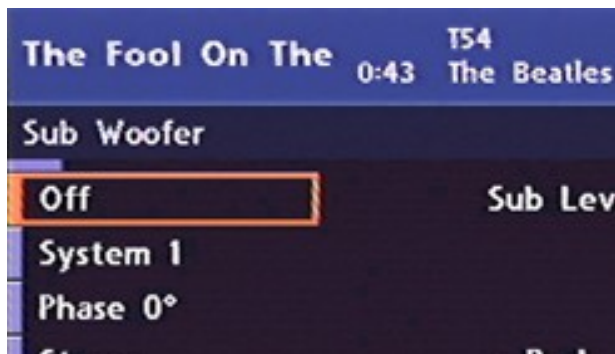 The Fool On The
0:43
T54
The Beatles
Sub Woofer
Off
Sub Lev
System 1
Phase 0°